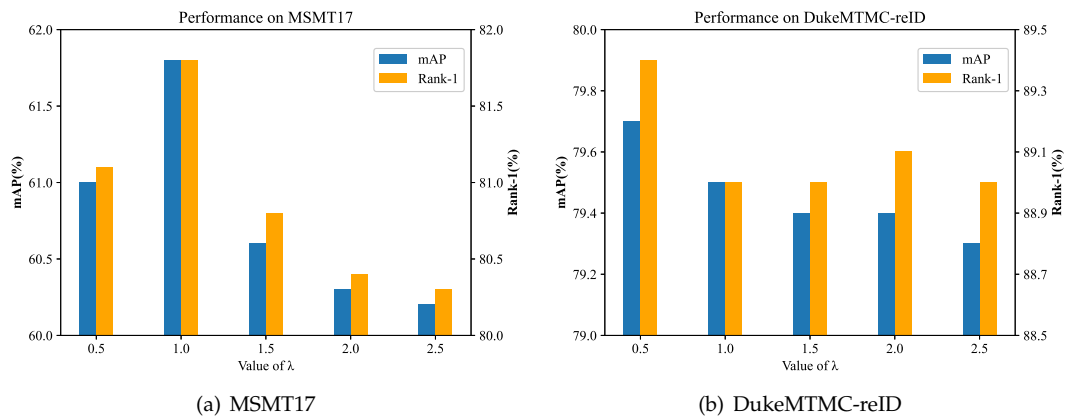 Performance on MSMT17
62.0
61.5
61.0
60.5
60.0
mAP(%)
82.0
81.5
81.0
80.5
80.0
Rank-1(%)
mAP
Rank-1
0.5 1.0 1.5 2.0 2.5
Value of λ
(a) MSMT17
Performance on DukeMTMC-reID
80.0
79.8
79.6
79.4
79.2
79.0
mAP(%)
89.5
89.3
89.1
88.9
88.7
88.5
Rank-1(%)
mAP
Rank-1
0.5 1.0 1.5 2.0 2.5
Value of λ
(b) DukeMTMC-reID